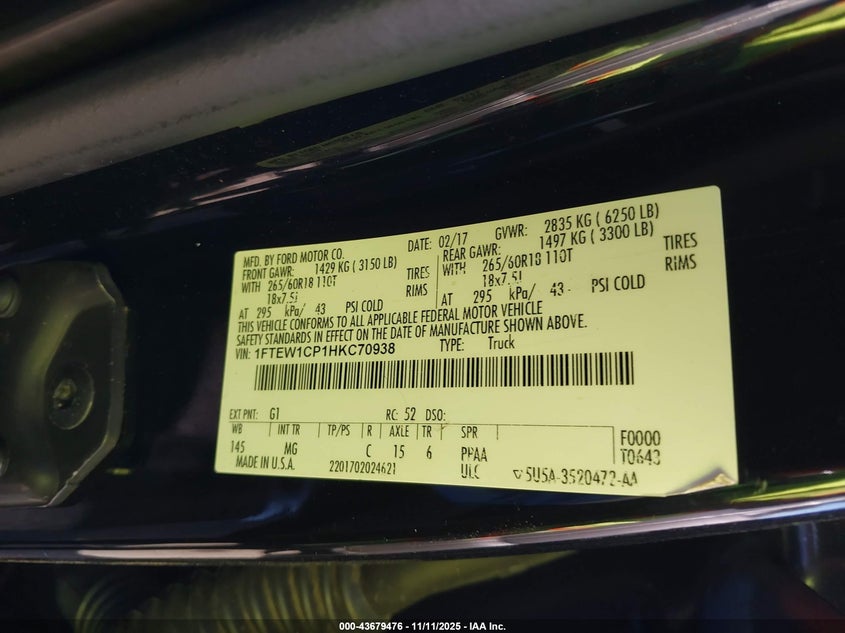 MFD. BY FORD MOTOR CO. DATE: 02/17 GVWR: 2835 KG ( 6250 LB)
FRONT GAWR: 1429 KG ( 3150 LB) REAR GAWR: 1497 KG ( 3300 LB)
WITH 265/60R18 110T TIRES WITH 265/60R18 110T TIRES
18x7.5J RIMS 18x7.5J RIMS
AT 295 kPa/ 43 PSI COLD AT 295 kPa/ 43 PSI COLD
THIS VEHICLE CONFORMS TO ALL APPLICABLE FEDERAL MOTOR VEHICLE
SAFETY STANDARDS IN EFFECT ON THE DATE OF MANUFACTURE SHOWN ABOVE.
VIN: 1FTEW1CP1HKC70938 TYPE: Truck
EXT PNT: G1 RC: 52 DSO:
WB INT TR TP/PS R AXLE TR SPR F0000
145 MG C 15 6 PPAA T0643
MADE IN U.S.A. 2201702024621 ULC 5U5A-3520472-AA
000-43679476 - 11/11/2025 - IAA Inc.